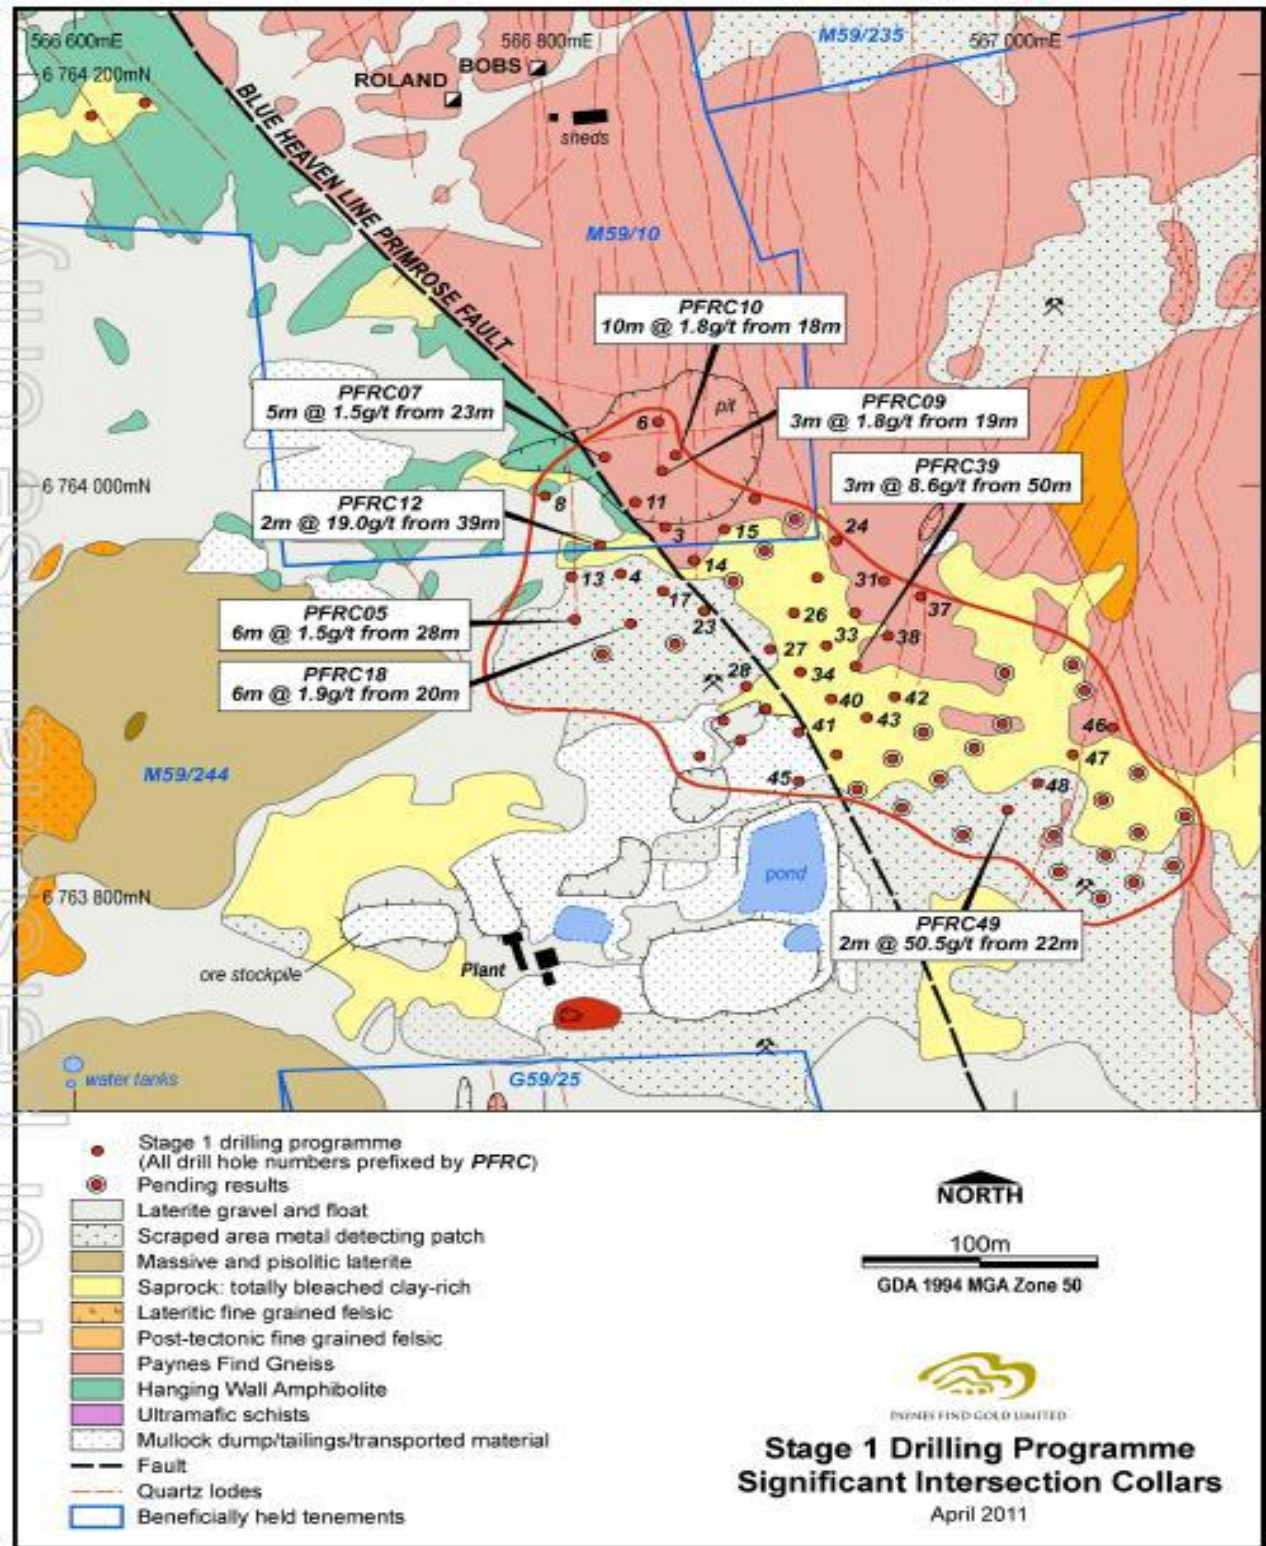 566 600mE
566 800mE
M59/235
567 000mE
6 764 200mN
ROLAND
BOBS
sheds
BLUE HEAVEN LINE PRIMROSE FAULT
M59/10
PFRC10
10m @ 1.8g/t from 18m
PFRC07
5m @ 1.5g/t from 23m
pit
PFRC09
3m @ 1.8g/t from 19m
6
PFRC39
3m @ 8.6g/t from 50m
6 764 000mN
PFRC12
2m @ 19.0g/t from 39m
8
11
3
15
24
14
13
4
17
31
37
PFRC05
6m @ 1.5g/t from 28m
23
26
33
38
27
PFRC18
6m @ 1.9g/t from 20m
28
34
40
42
43
41
46
47
M59/244
45
48
pond
6 763 800mN
PFRC49
2m @ 50.5g/t from 22m
ore stockpile
Plant
water tanks
G59/25
Stage 1 drilling programme
(All drill hole numbers prefixed by PFRC)
Pending results
Laterite gravel and float
Scraped area metal detecting patch
Massive and pisolitic laterite
Saprock: totally bleached clay-rich
Lateritic fine grained felsic
Post-tectonic fine grained felsic
Paynes Find Gneiss
Hanging Wall Amphibolite
Ultramafic schists
Mullock dump/tailings/transported material
Fault
Quartz lodes
Beneficially held tenements
NORTH
100m
GDA 1994 MGA Zone 50
PAYNES FIND GOLD LIMITED
Stage 1 Drilling Programme
Significant Intersection Collars
April 2011